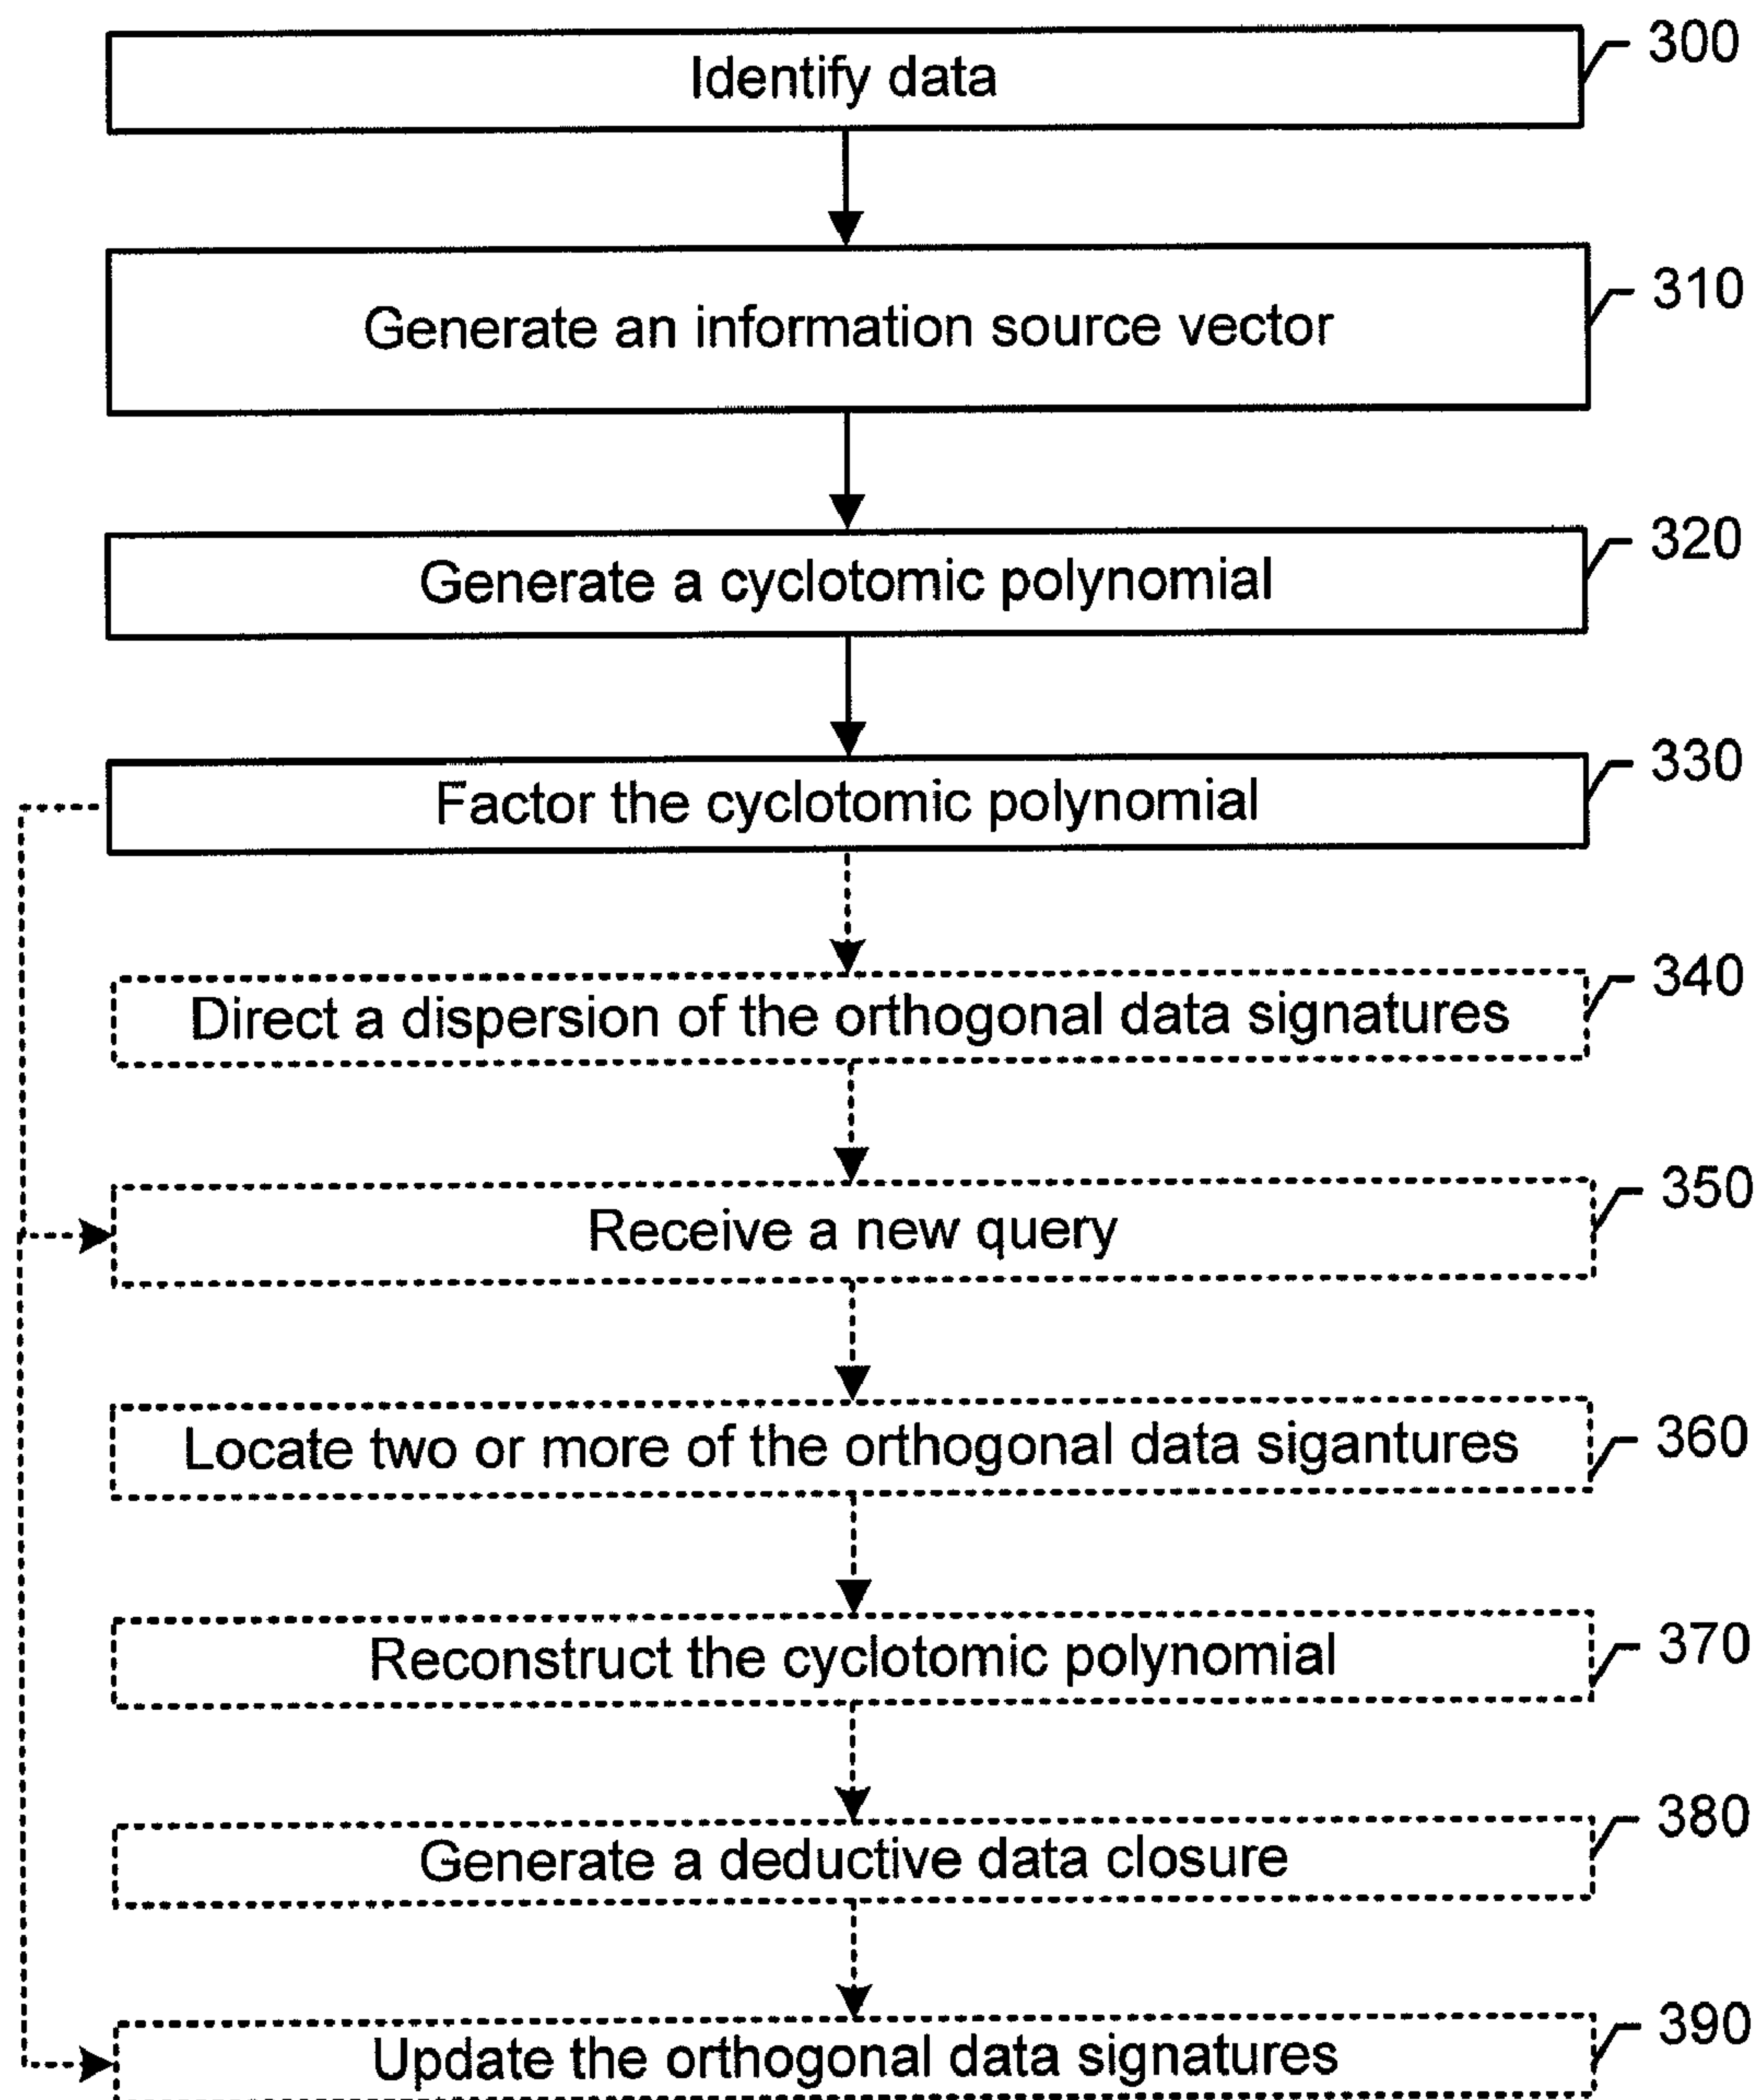 300
Identify data
310
Generate an information source vector
320
Generate a cyclotomic polynomial
330
Factor the cyclotomic polynomial
340
Direct a dispersion of the orthogonal data signatures
350
Receive a new query
360
Locate two or more of the orthogonal data sigantures
370
Reconstruct the cyclotomic polynomial
380
Generate a deductive data closure
390
Update the orthogonal data signatures